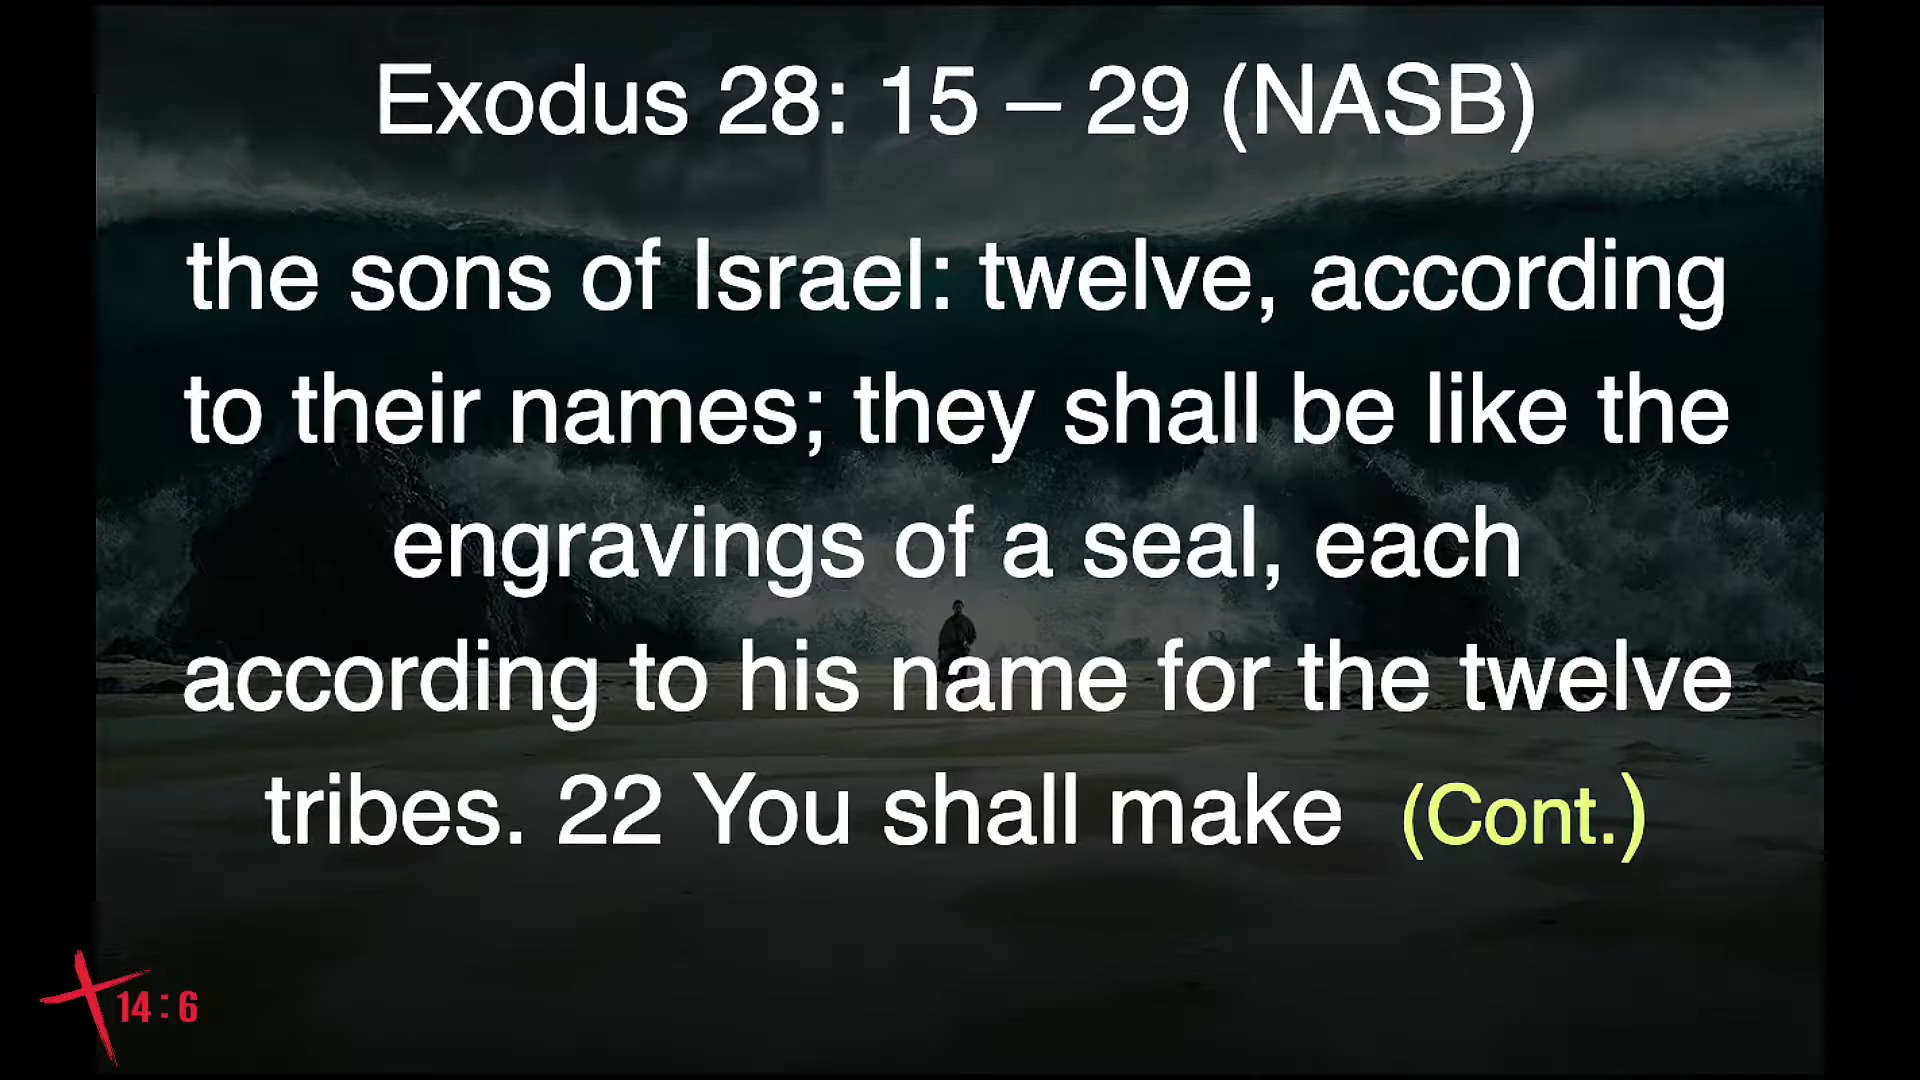 Exodus 28: 15 – 29 (NASB)
the sons of Israel: twelve, according
to their names; they shall be like the
engravings of a seal, each
according to his name for the twelve
tribes. 22 You shall make (Cont.)
14:6